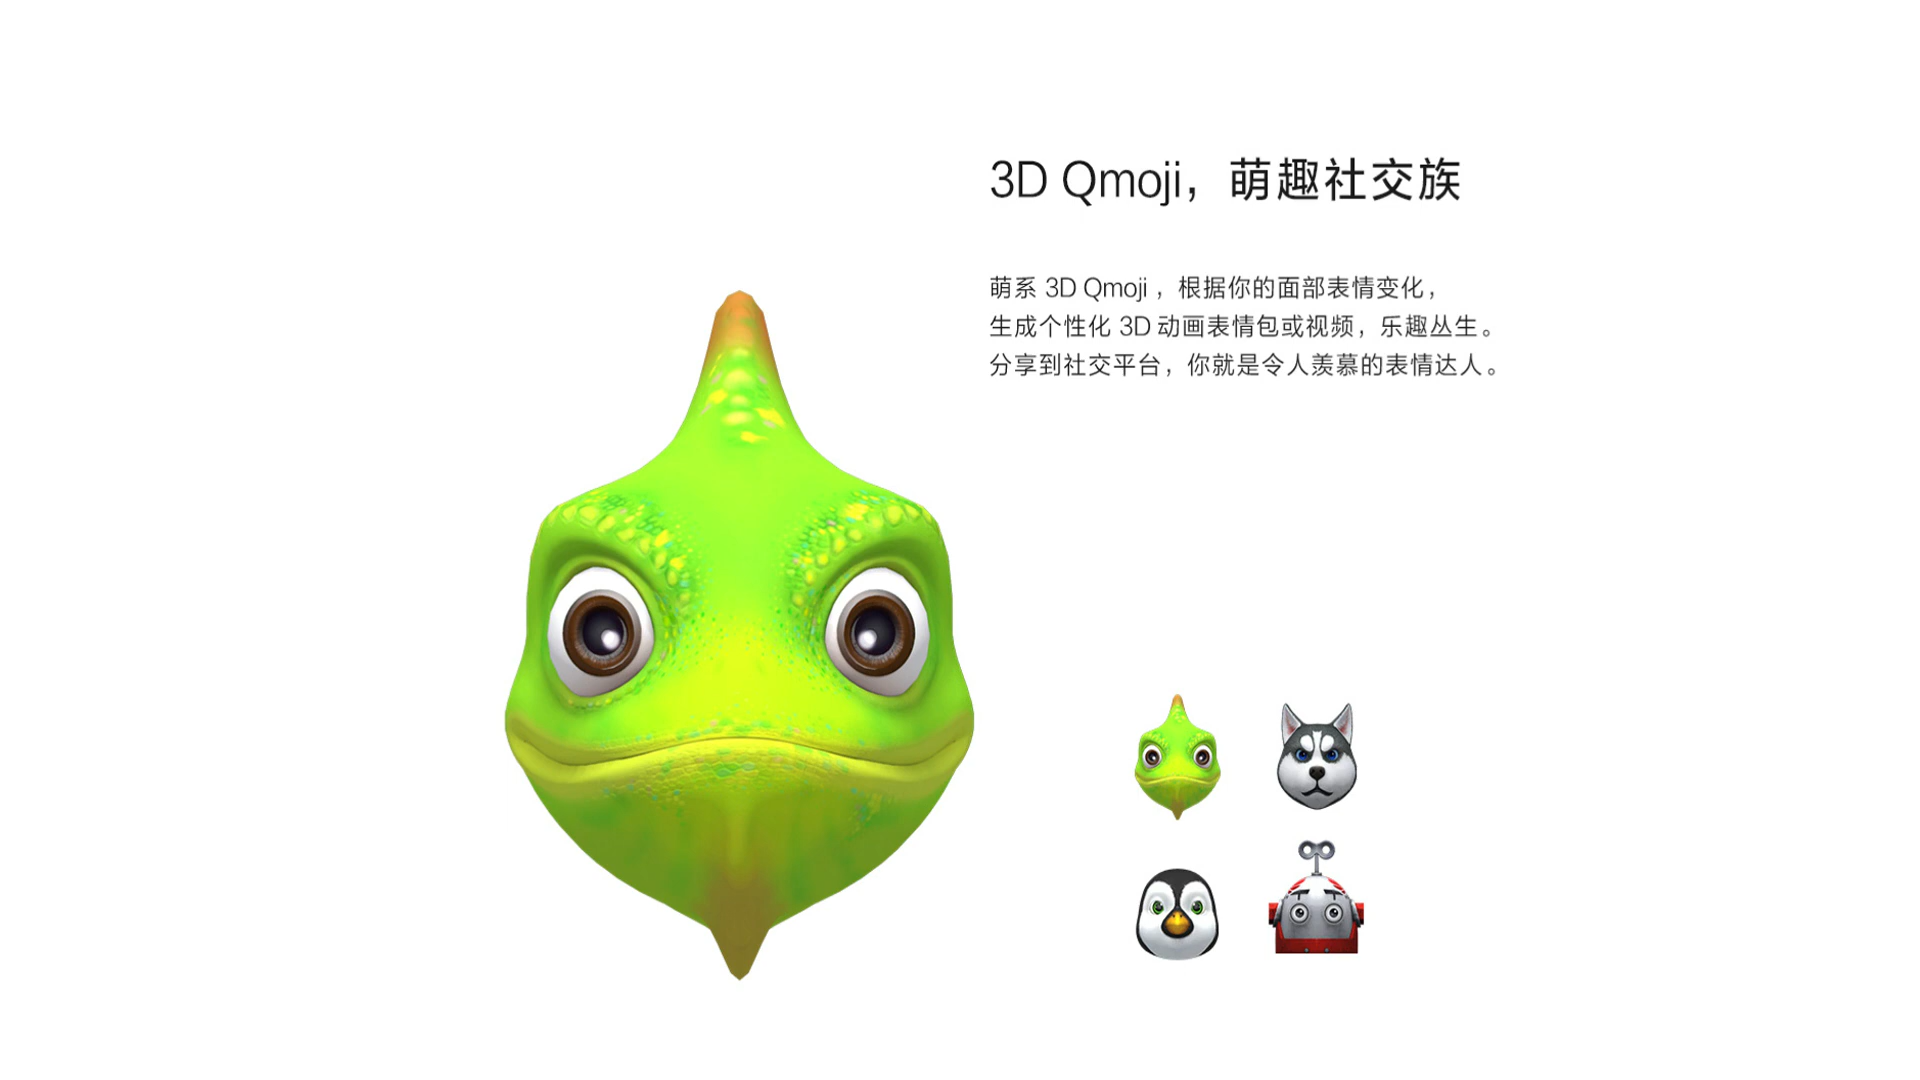 3D Qmoji，萌趣社交族
萌系 3D Qmoji ，根据你的面部表情变化，
生成个性化 3D 动画表情包或视频，乐趣丛生。
分享到社交平台，你就是令人羡慕的表情达人。